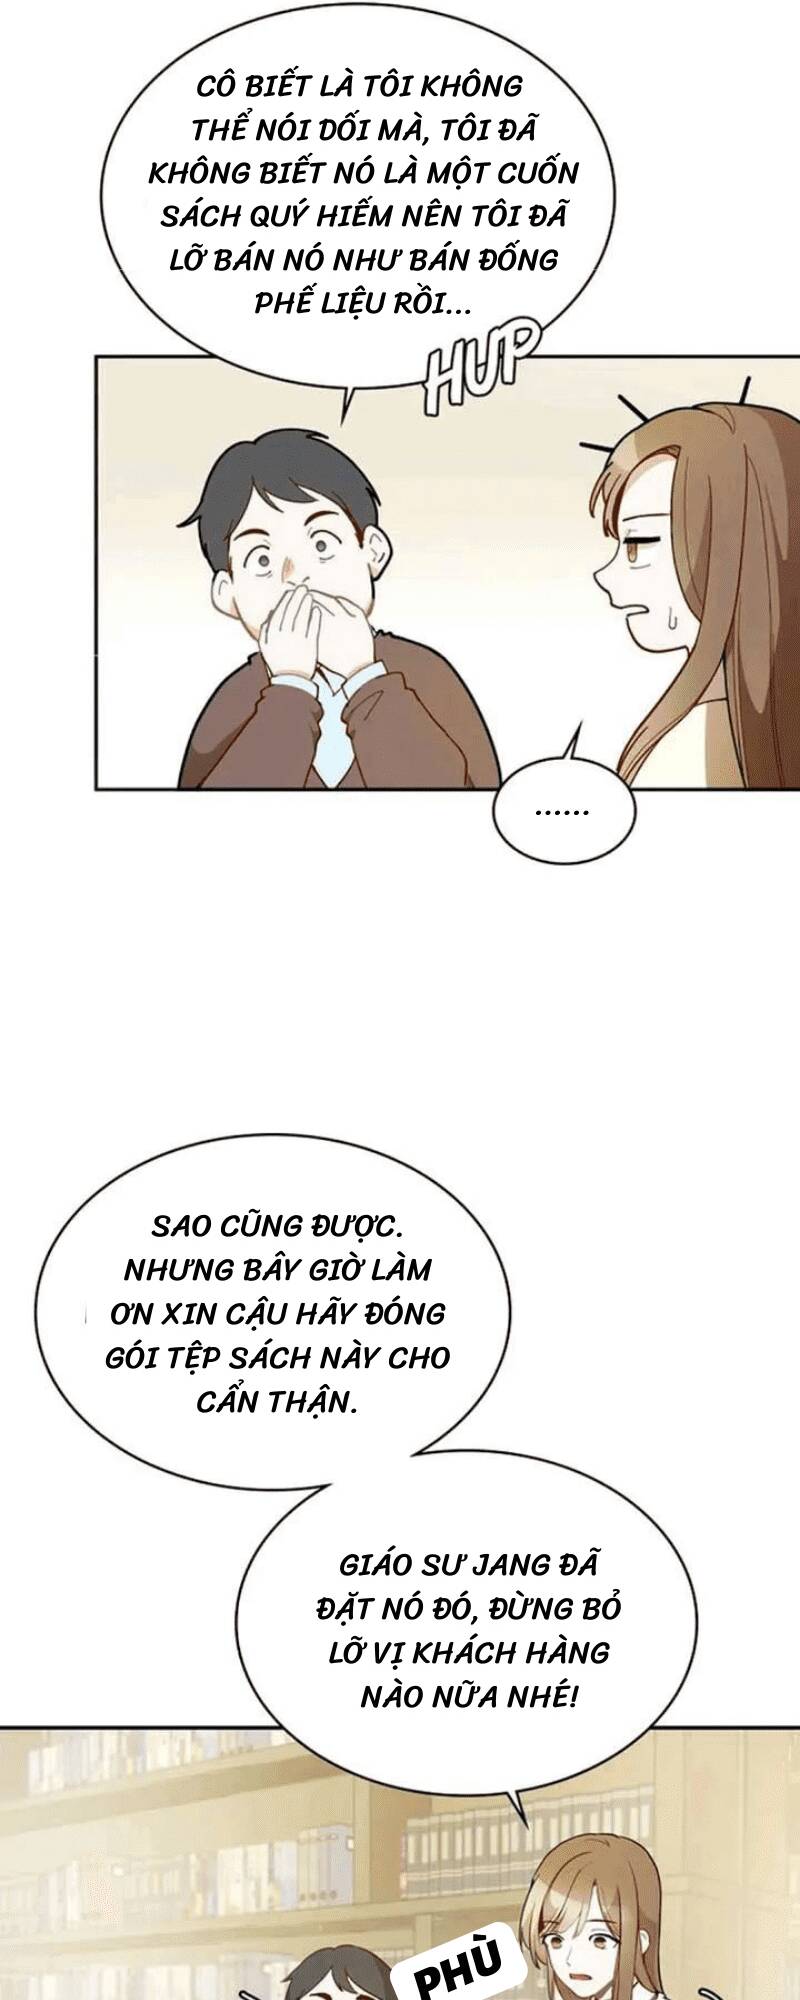 CÔ BIẾT LÀ TÔI KHÔNG
THỂ NÓI DỐI MÀ, TÔI ĐÃ
KHÔNG BIẾT NÓ LÀ MỘT CUỐN
SÁCH QUÝ HIẾM NÊN TÔI ĐÃ
LỠ BÁN NÓ NHƯ BÁN ĐỐNG
PHẾ LIỆU RỒI...
HUP
......
SAO CŨNG ĐƯỢC.
NHƯNG BÂY GIỜ LÀM
ƠN XIN CẬU HÃY ĐÓNG
GÓI TỆP SÁCH NÀY CHO
CẨN THẬN.
GIÁO SƯ JANG ĐÃ
ĐẶT NÓ ĐÓ, ĐỪNG BỎ
LỠ VỊ KHÁCH HÀNG
NÀO NỮA NHÉ!
PHÙ